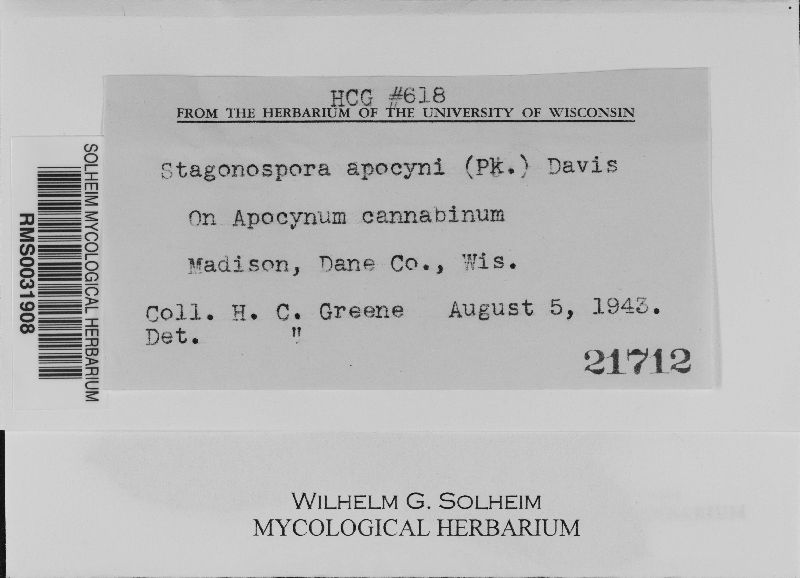 HCG #618
FROM THE HERBARIUM OF THE UNIVERSITY OF WISCONSIN
Stagonospora apocyni (Pk.) Davis
On Apocynum cannabinum
Madison, Dane Co., Wis.
Coll. H. C. Greene August 5, 1943.
Det. "
21712
SOLHEIM MYCOLOGICAL HERBARIUM
RMS0031908
WILHELM G. SOLHEIM
MYCOLOGICAL HERBARIUM